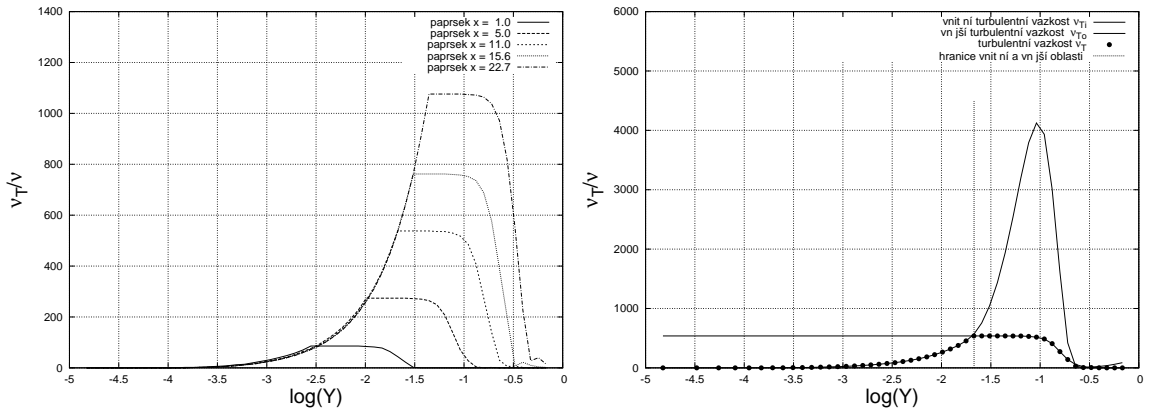 paprsek x = 1.0
paprsek x = 5.0
paprsek x = 11.0
paprsek x = 15.6
paprsek x = 22.7
1400
1200
1000
800
600
400
200
0
νT/ν
-5 -4.5 -4 -3.5 -3 -2.5 -2 -1.5 -1 -0.5 0
log(Y)
vnit ní turbulentní vazkost νTi
vn jší turbulentní vazkost νTo
turbulentní vazkost νT
hranice vnit ní a vn jší oblasti
6000
5000
4000
3000
2000
1000
0
νT/ν
-5 -4.5 -4 -3.5 -3 -2.5 -2 -1.5 -1 -0.5 0
log(Y)